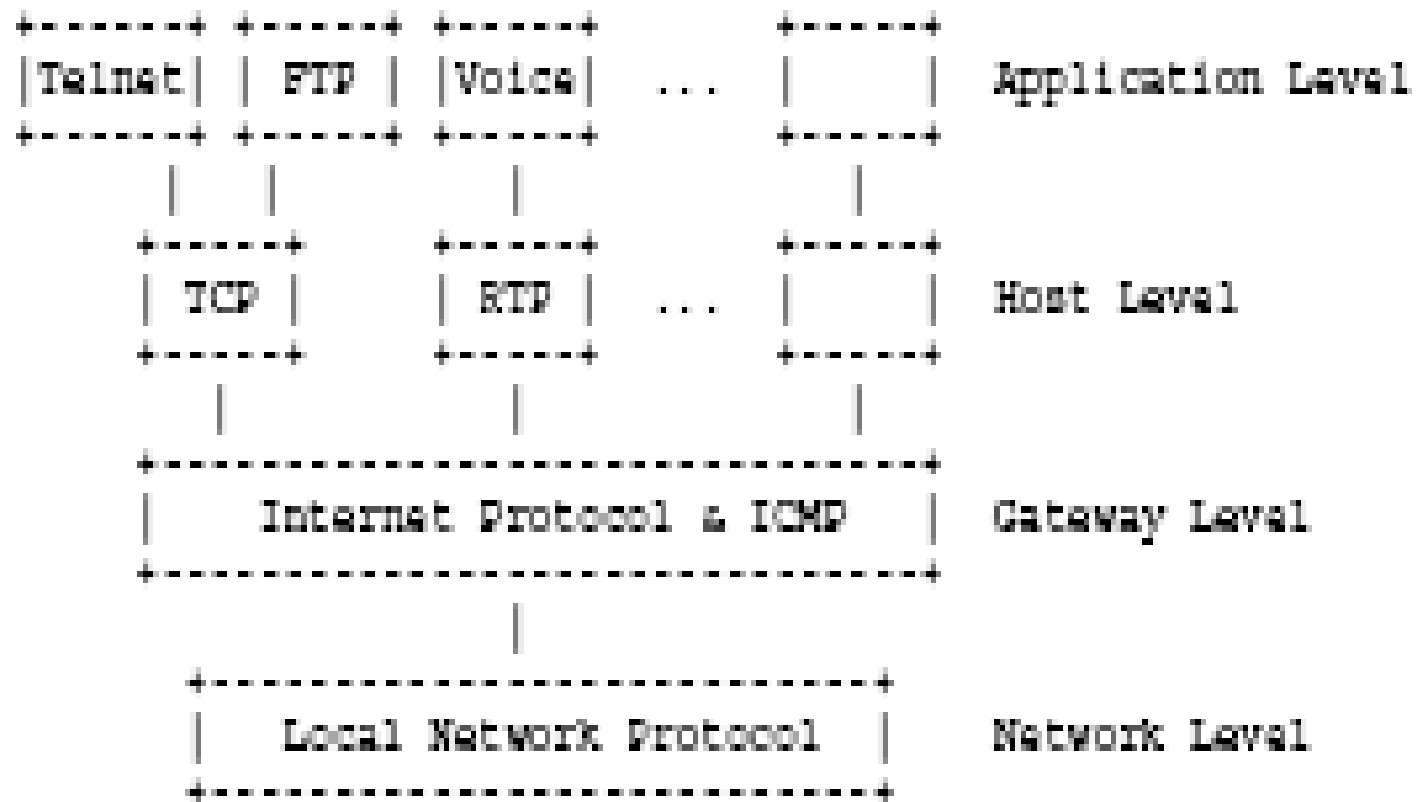 +-------+ +------+ +------+       +------+
|Telnet| | FTP | |Voice|  ...  |     |  Application Level
+-------+ +------+ +------+       +------+
|   |         |             |
+------+     +------+       +------+
| TCP |     | RTP |  ...  |     |  Host Level
+------+     +------+       +------+
|           |             |
+-------------------------------+
|    Internet Protocol & ICMP   |  Gateway Level
+-------------------------------+
|
+---------------------------+
|  Local Network Protocol  |    Network Level
+---------------------------+